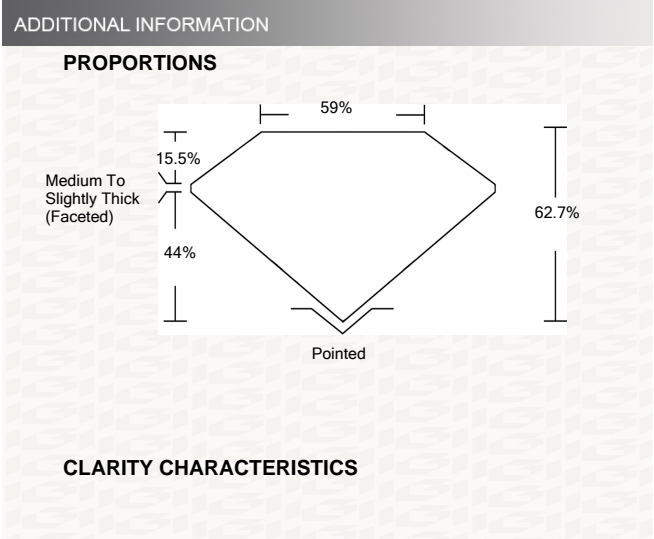 ADDITIONAL INFORMATION
PROPORTIONS
59%
15.5%
Medium To
Slightly Thick
(Faceted)
62.7%
44%
Pointed
CLARITY CHARACTERISTICS